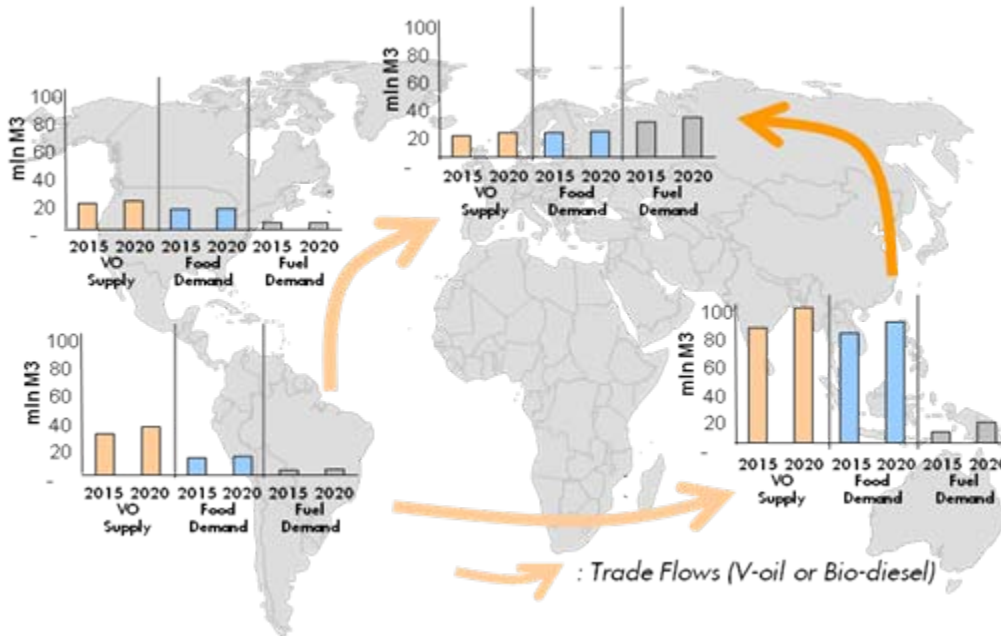 mln M3
100
80
60
40
20
-
2015 2020 2015 2020 2015 2020
VO Supply
Food Demand
Fuel Demand
mln M3
100
80
60
40
20
-
2015 2020 2015 2020 2015 2020
VO Supply
Food Demand
Fuel Demand
mln M3
100
80
60
40
20
-
2015 2020 2015 2020 2015 2020
VO Supply
Food Demand
Fuel Demand
mln M3
100
80
60
40
20
-
2015 2020 2015 2020 2015 2020
VO Supply
Food Demand
Fuel Demand
: Trade Flows (V-oil or Bio-diesel)